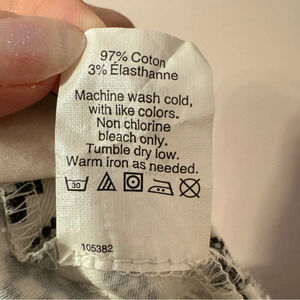 97% Coton
3% Élasthanne
Machine wash cold,
with like colors.
Non chlorine
bleach only.
Tumble dry low.
Warm iron as needed.
30
105382